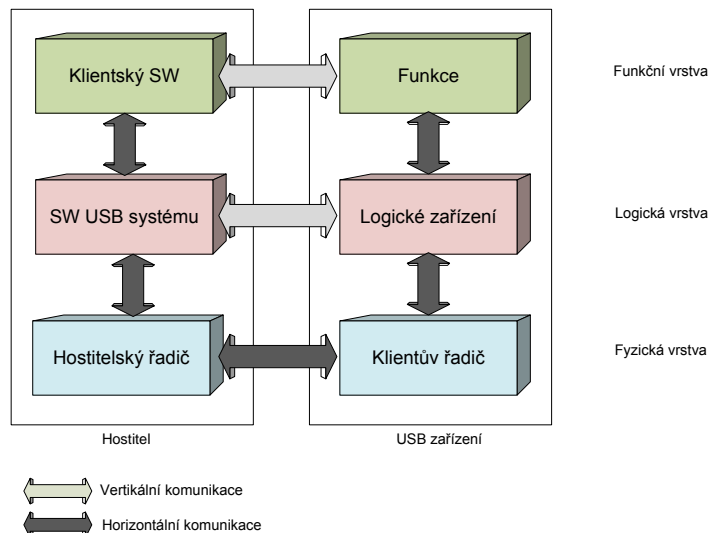 Klientský SW
Funkce
Funkční vrstva
SW USB systému
Logické zařízení
Logická vrstva
Hostitelský řadič
Klientův řadič
Fyzická vrstva
Hostitel
USB zařízení
Vertikální komunikace
Horizontální komunikace